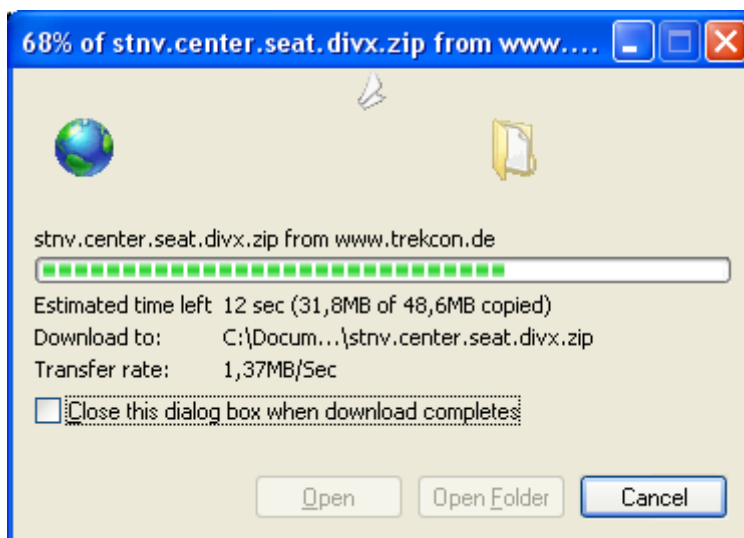 68% of stnv.center.seat.divx.zip from www....
stnv.center.seat.divx.zip from www.trekcon.de
Estimated time left 12 sec (31,8MB of 48,6MB copied)
Download to: C:\Docum...\stnv.center.seat.divx.zip
Transfer rate: 1,37MB/Sec
Close this dialog box when download completes
Open Open Folder Cancel